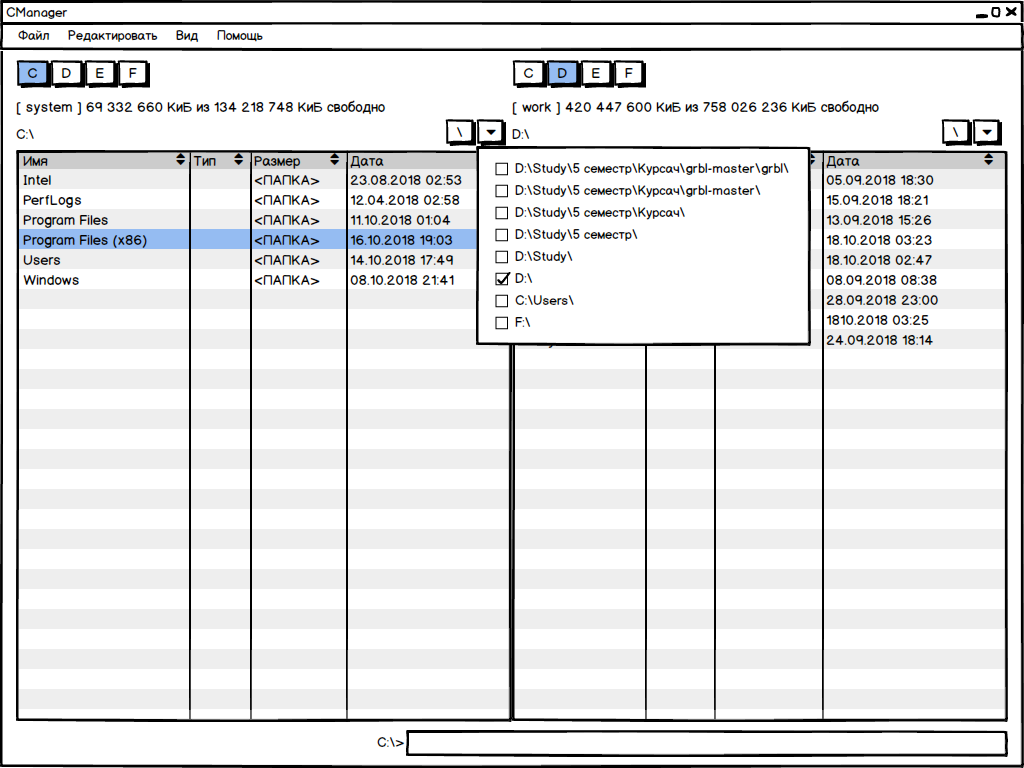 CManager
Файл Редактировать Вид Помощь
C D E F
[ system ] 69 332 660 КиБ из 134 218 748 КиБ свободно
C:\ \
Имя Тип Размер Дата
Intel <ПАПКА> 23.08.2018 02:53
PerfLogs <ПАПКА> 12.04.2018 02:58
Program Files <ПАПКА> 11.10.2018 01:04
Program Files (x86) <ПАПКА> 16.10.2018 19:03
Users <ПАПКА> 14.10.2018 17:49
Windows <ПАПКА> 08.10.2018 21:41
C D E F
[ work ] 420 447 600 КиБ из 758 026 236 КиБ свободно
D:\ \
D:\Study\5 семестр\Курсач\grbl-master\grbl\
D:\Study\5 семестр\Курсач\grbl-master\
D:\Study\5 семестр\Курсач\
D:\Study\5 семестр\
D:\Study\
D:\
C:\Users\
F:\
Дата
05.09.2018 18:30
15.09.2018 18:21
13.09.2018 15:26
18.10.2018 03:23
18.10.2018 02:47
08.09.2018 08:38
28.09.2018 23:00
1810.2018 03:25
24.09.2018 18:14
C:\>